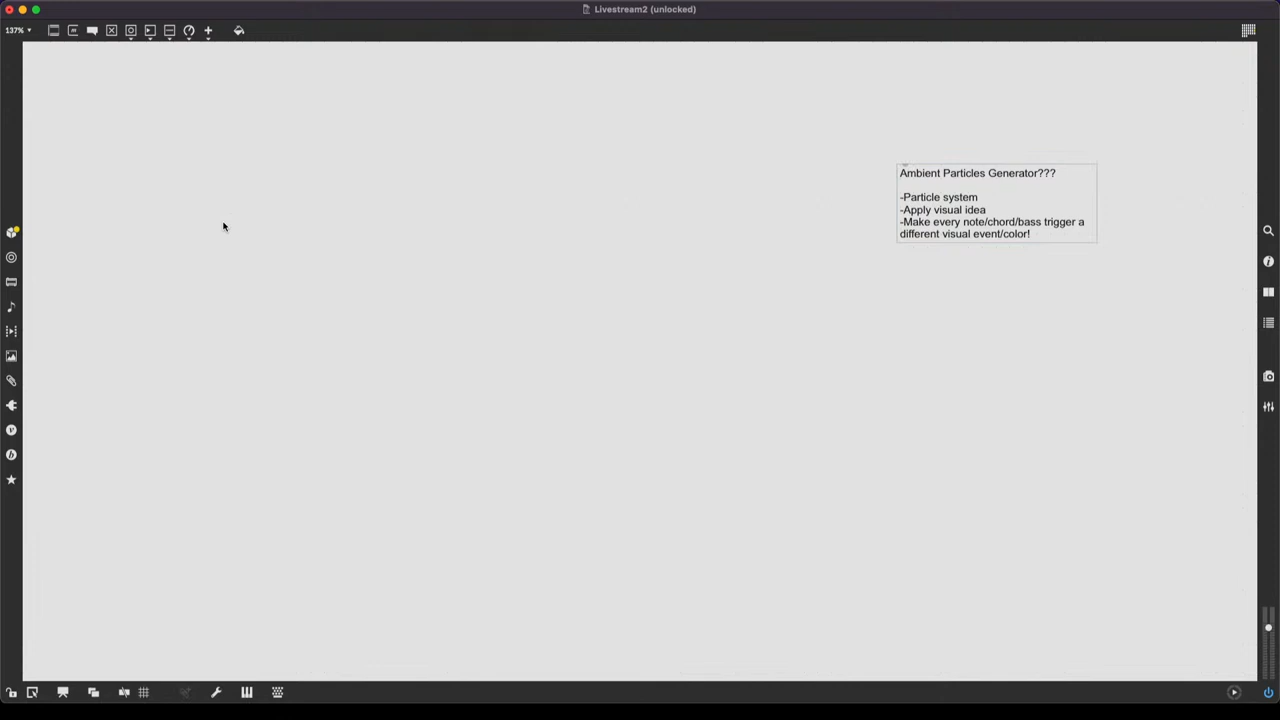 Livestream2 (unlocked)
137%
Ambient Particles Generator???
-Particle system
-Apply visual idea
-Make every note/chord/bass trigger a
different visual event/color!